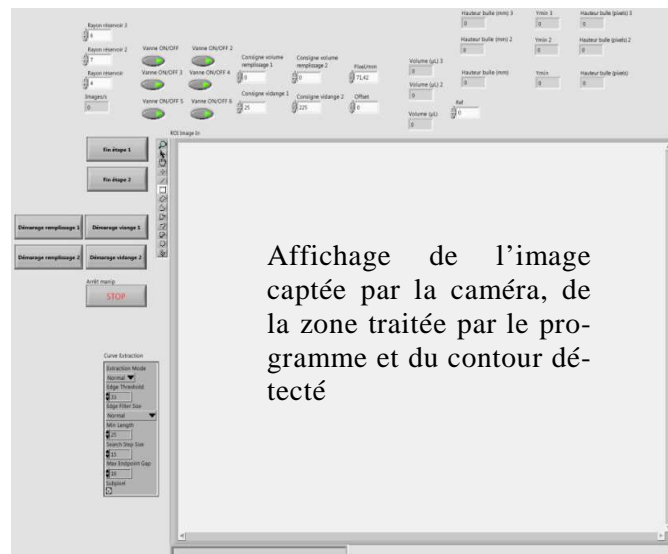 Rayon réservoir 3
6
Rayon réservoir 2
7
Rayon réservoir
4
Images/s
0
Vanne ON/OFF
Vanne ON/OFF 2
Vanne ON/OFF 3
Vanne ON/OFF 4
Vanne ON/OFF 5
Vanne ON/OFF 6
Consigne volume
remplissage 1
0
Consigne volume
remplissage 2
0
Pixel/mm
71,42
Consigne vidange 1
25
Consigne vidange 2
225
Offset
6
Volume (µL) 3
0
Volume (µL) 2
0
Volume (µL)
0
Hauteur bulle (mm) 3
0
Ymin 3
0
Hauteur bulle (pixels) 3
0
Hauteur bulle (mm) 2
0
Ymin 2
0
Hauteur bulle (pixels) 2
0
Hauteur bulle (mm)
0
Ymin
0
Hauteur bulle (pixels)
0
Ref
0
ROI Image In
Fin étape 1
Fin étape 2
Démarage remplissage 1
Démarage viange 1
Démarage remplissage 2
Démarage vidange 2
Arrêt manip
STOP
Curve Extraction
Extraction Mode
Normal
Edge Threshold
Edge Filter Size
Normal
Min Length
25
Search Step Size
Max Endpoint Gap
Subpixel
Affichage de l'image
captée par la caméra, de
la zone traitée par le pro-
gramme et du contour dé-
tecté